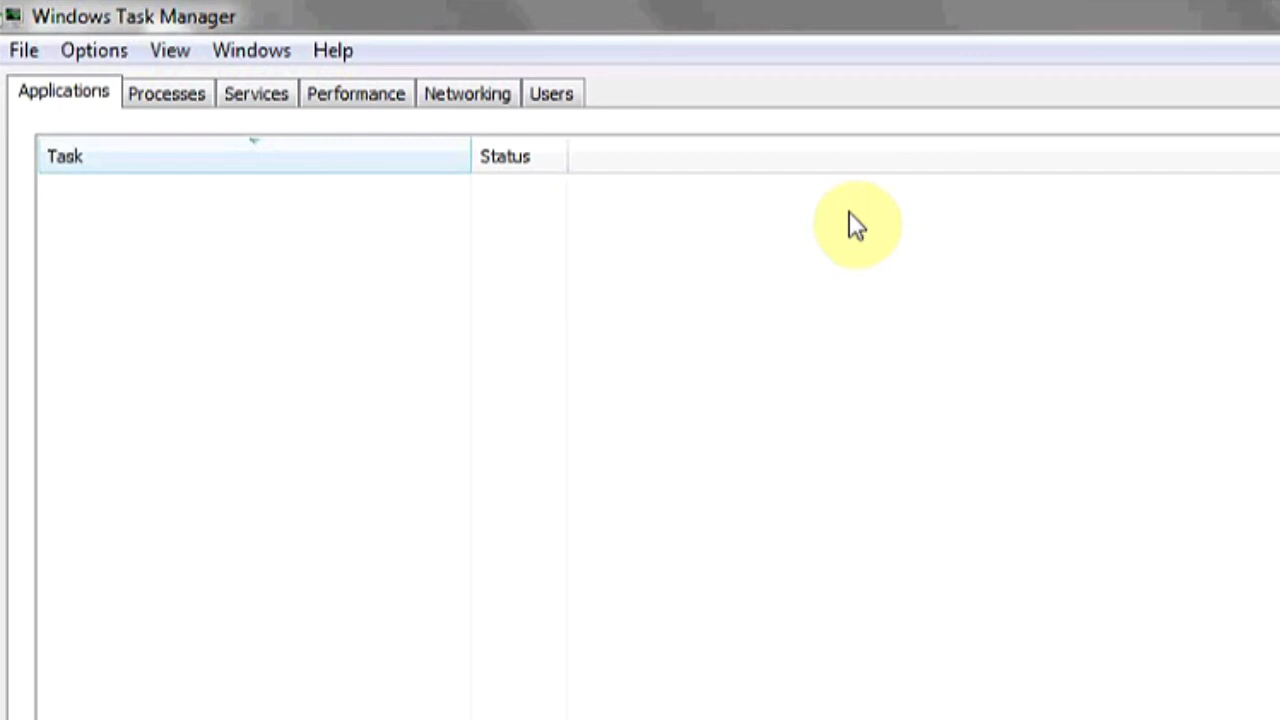 Windows Task Manager
File Options View Windows Help
Applications Processes Services Performance Networking Users
Task Status